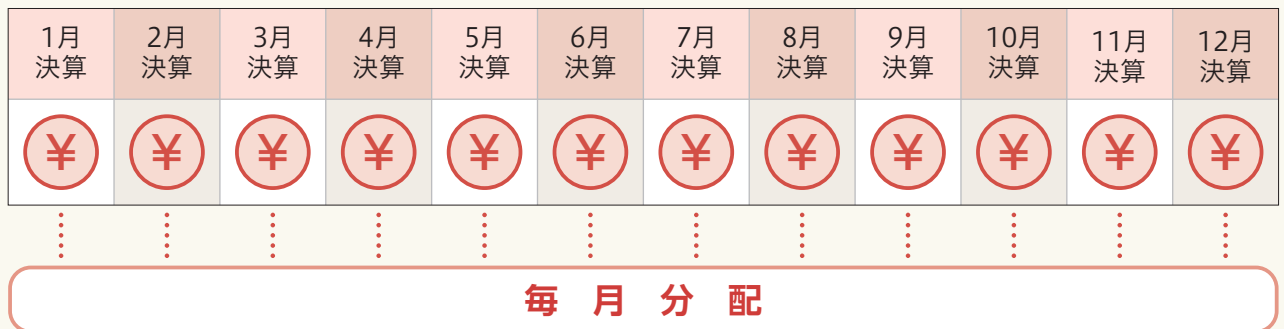 1月 2月 3月 4月 5月 6月 7月 8月 9月 10月 11月 12月
決算 決算 決算 決算 決算 決算 決算 決算 決算 決算 決算 決算
¥ ¥ ¥ ¥ ¥ ¥ ¥ ¥ ¥ ¥ ¥ ¥
毎月分配